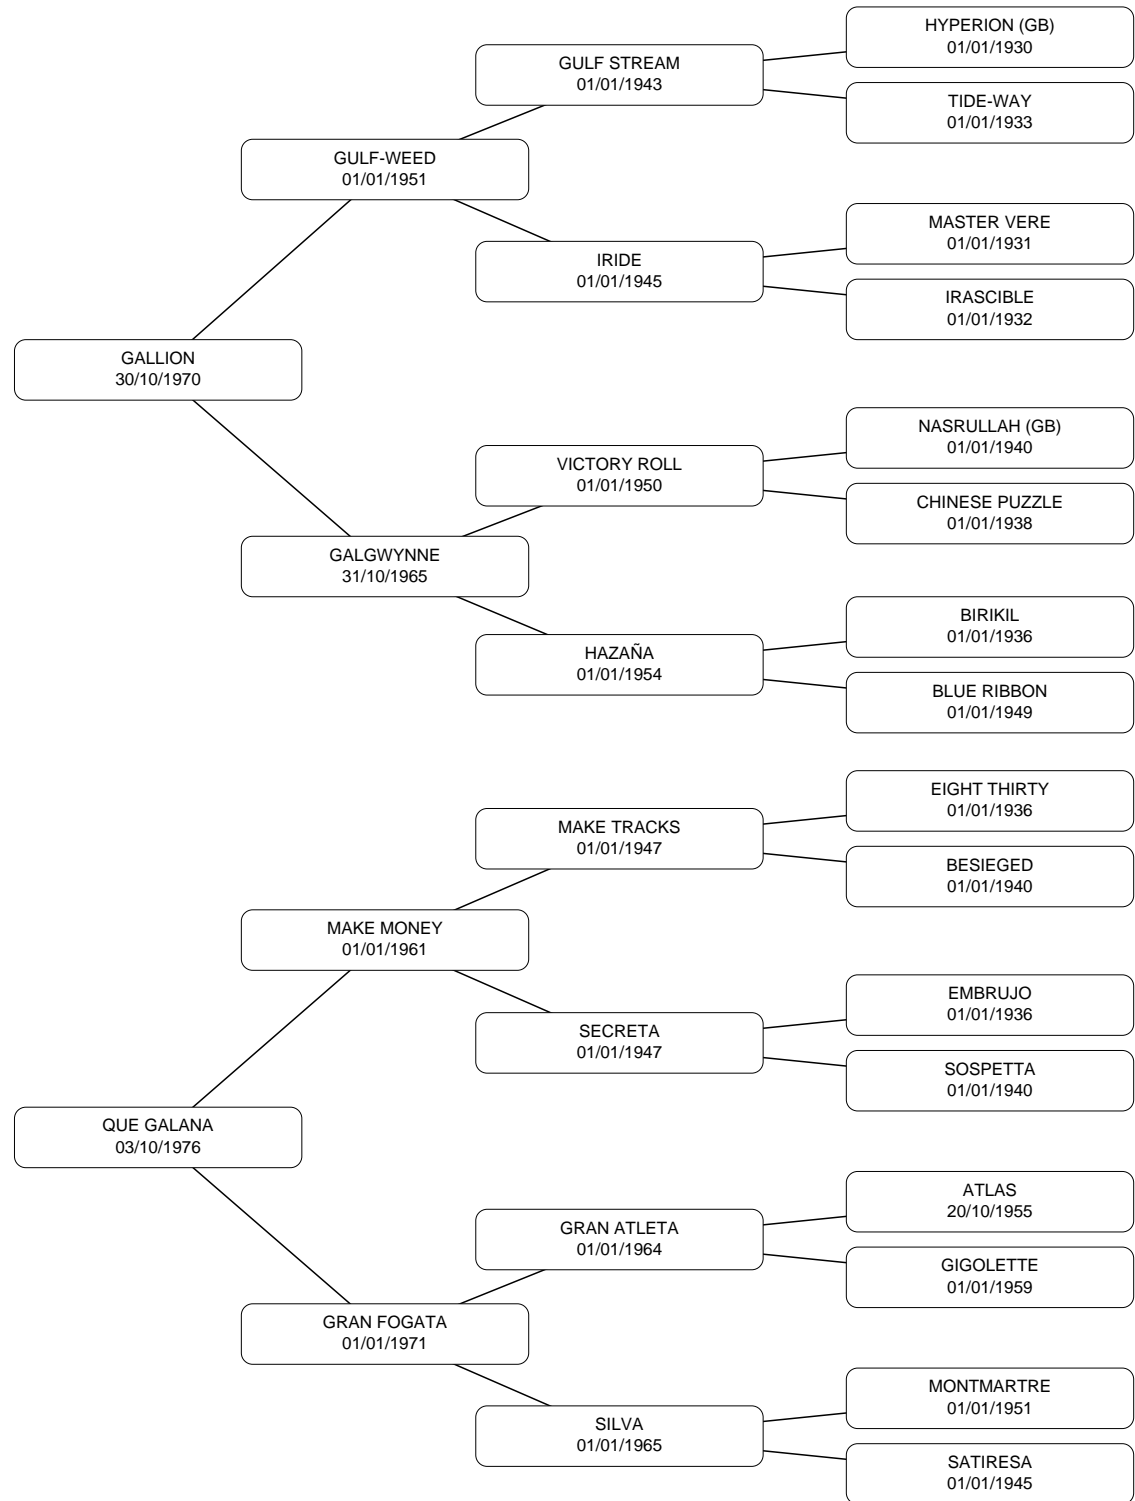 HYPERION (GB)
01/01/1930
GULF STREAM
01/01/1943
TIDE-WAY
01/01/1933
GULF-WEED
01/01/1951
MASTER VERE
01/01/1931
IRIDE
01/01/1945
IRASCIBLE
01/01/1932
GALLION
30/10/1970
NASRULLAH (GB)
01/01/1940
VICTORY ROLL
01/01/1950
CHINESE PUZZLE
01/01/1938
GALGWYNNE
31/10/1965
BIRIKIL
01/01/1936
HAZAÑA
01/01/1954
BLUE RIBBON
01/01/1949
EIGHT THIRTY
01/01/1936
MAKE TRACKS
01/01/1947
BESIEGED
01/01/1940
MAKE MONEY
01/01/1961
EMBRUJO
01/01/1936
SECRETA
01/01/1947
SOSPETTA
01/01/1940
QUE GALANA
03/10/1976
ATLAS
20/10/1955
GRAN ATLETA
01/01/1964
GIGOLETTE
01/01/1959
GRAN FOGATA
01/01/1971
MONTMARTRE
01/01/1951
SILVA
01/01/1965
SATIRESA
01/01/1945